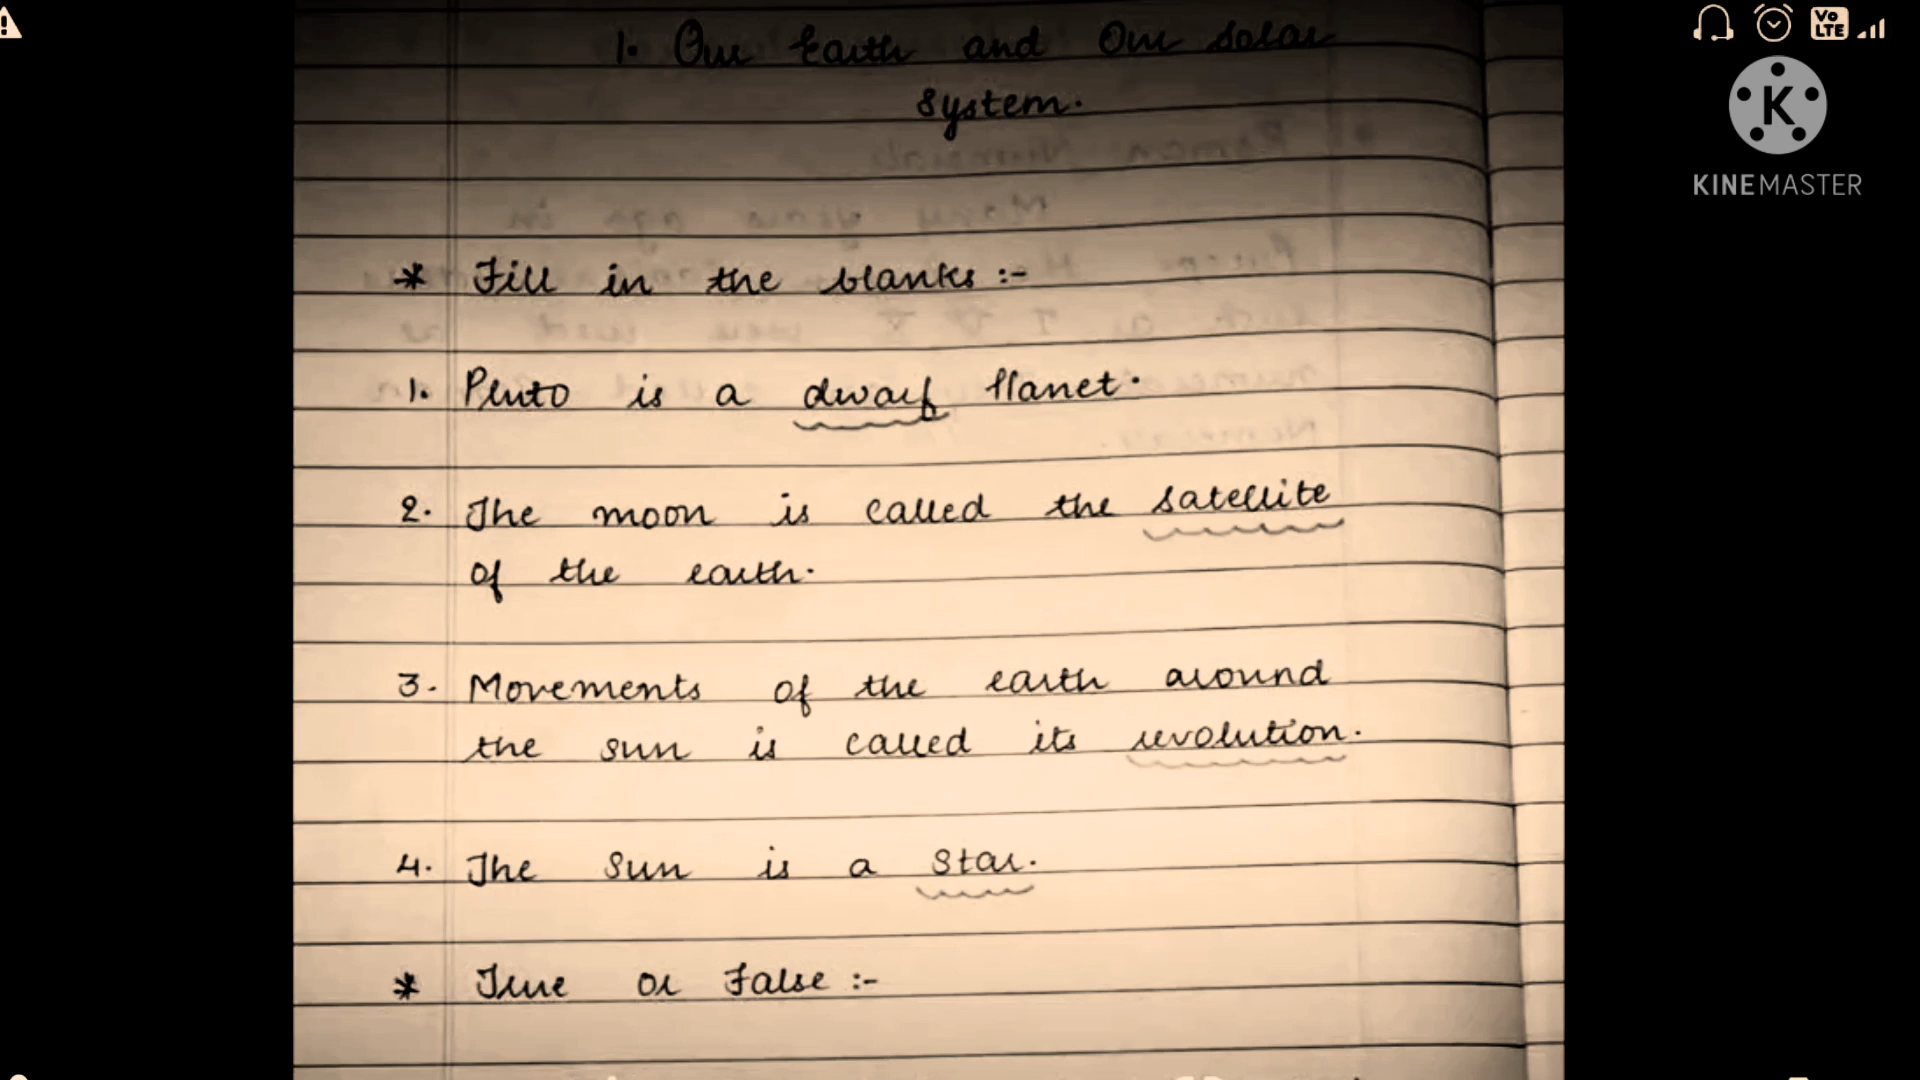 1. Our Earth and Our Solar
System.
* Fill in the blanks :-
1. Pluto is a dwarf Planet.
2. The moon is called the satellite
of the earth.
3. Movements of the earth around
the sun is called its revolution.
4. The Sun is a Star.
* True or False :-
VoLTE
K
KINEMASTER